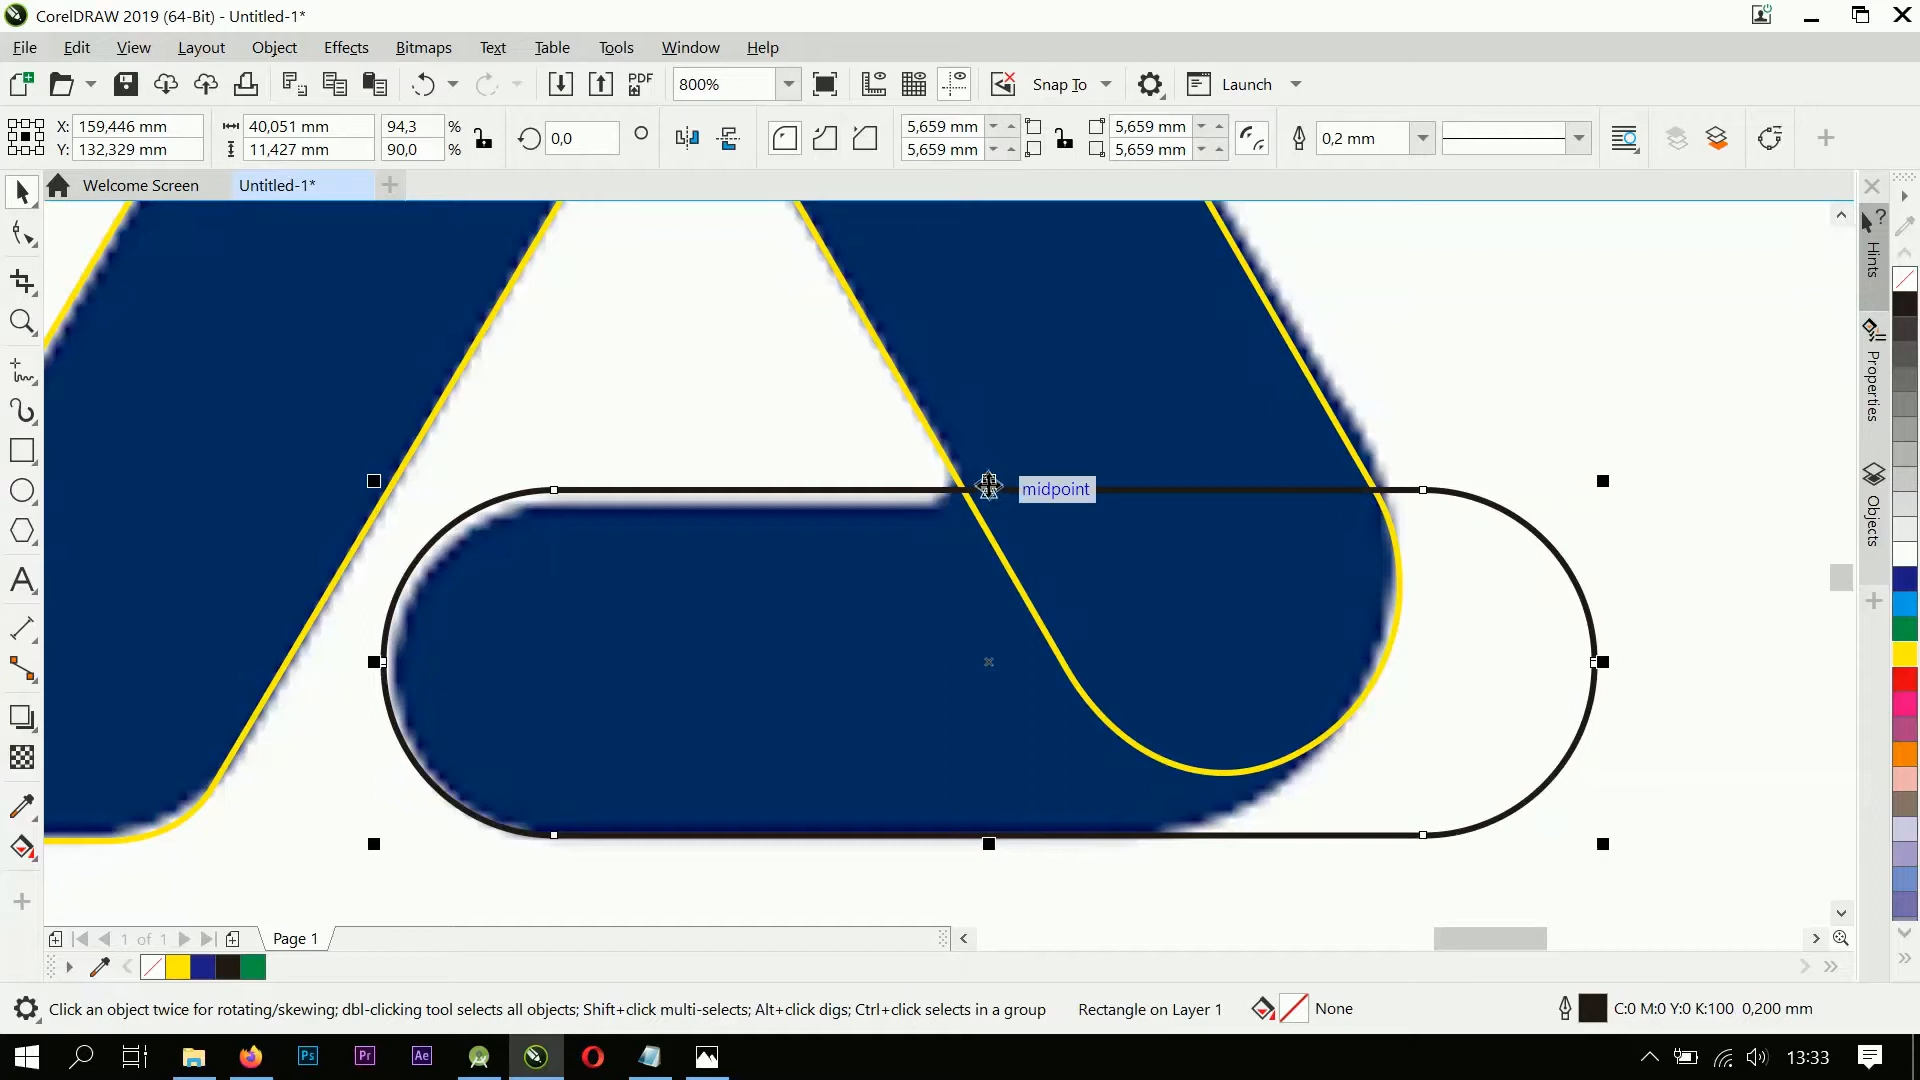 CorelDRAW 2019 (64-Bit) - Untitled-1*
File Edit View Layout Object Effects Bitmaps Text Table Tools Window Help
PDF 800% Snap To Launch
X: 159,446 mm 40,051 mm 94,3 % 0,0 5,659 mm 5,659 mm 0,2 mm
Y: 132,329 mm 11,427 mm 90,0 % 5,659 mm 5,659 mm
Welcome Screen Untitled-1*
Hints
Properties
Objects
midpoint
1 of 1 Page 1
Click an object twice for rotating/skewing; dbl-clicking tool selects all objects; Shift+click multi-selects; Alt+click digs; Ctrl+click selects in a group Rectangle on Layer 1 None C:0 M:0 Y:0 K:100 0,200 mm
Ps Pr Ae 13:33